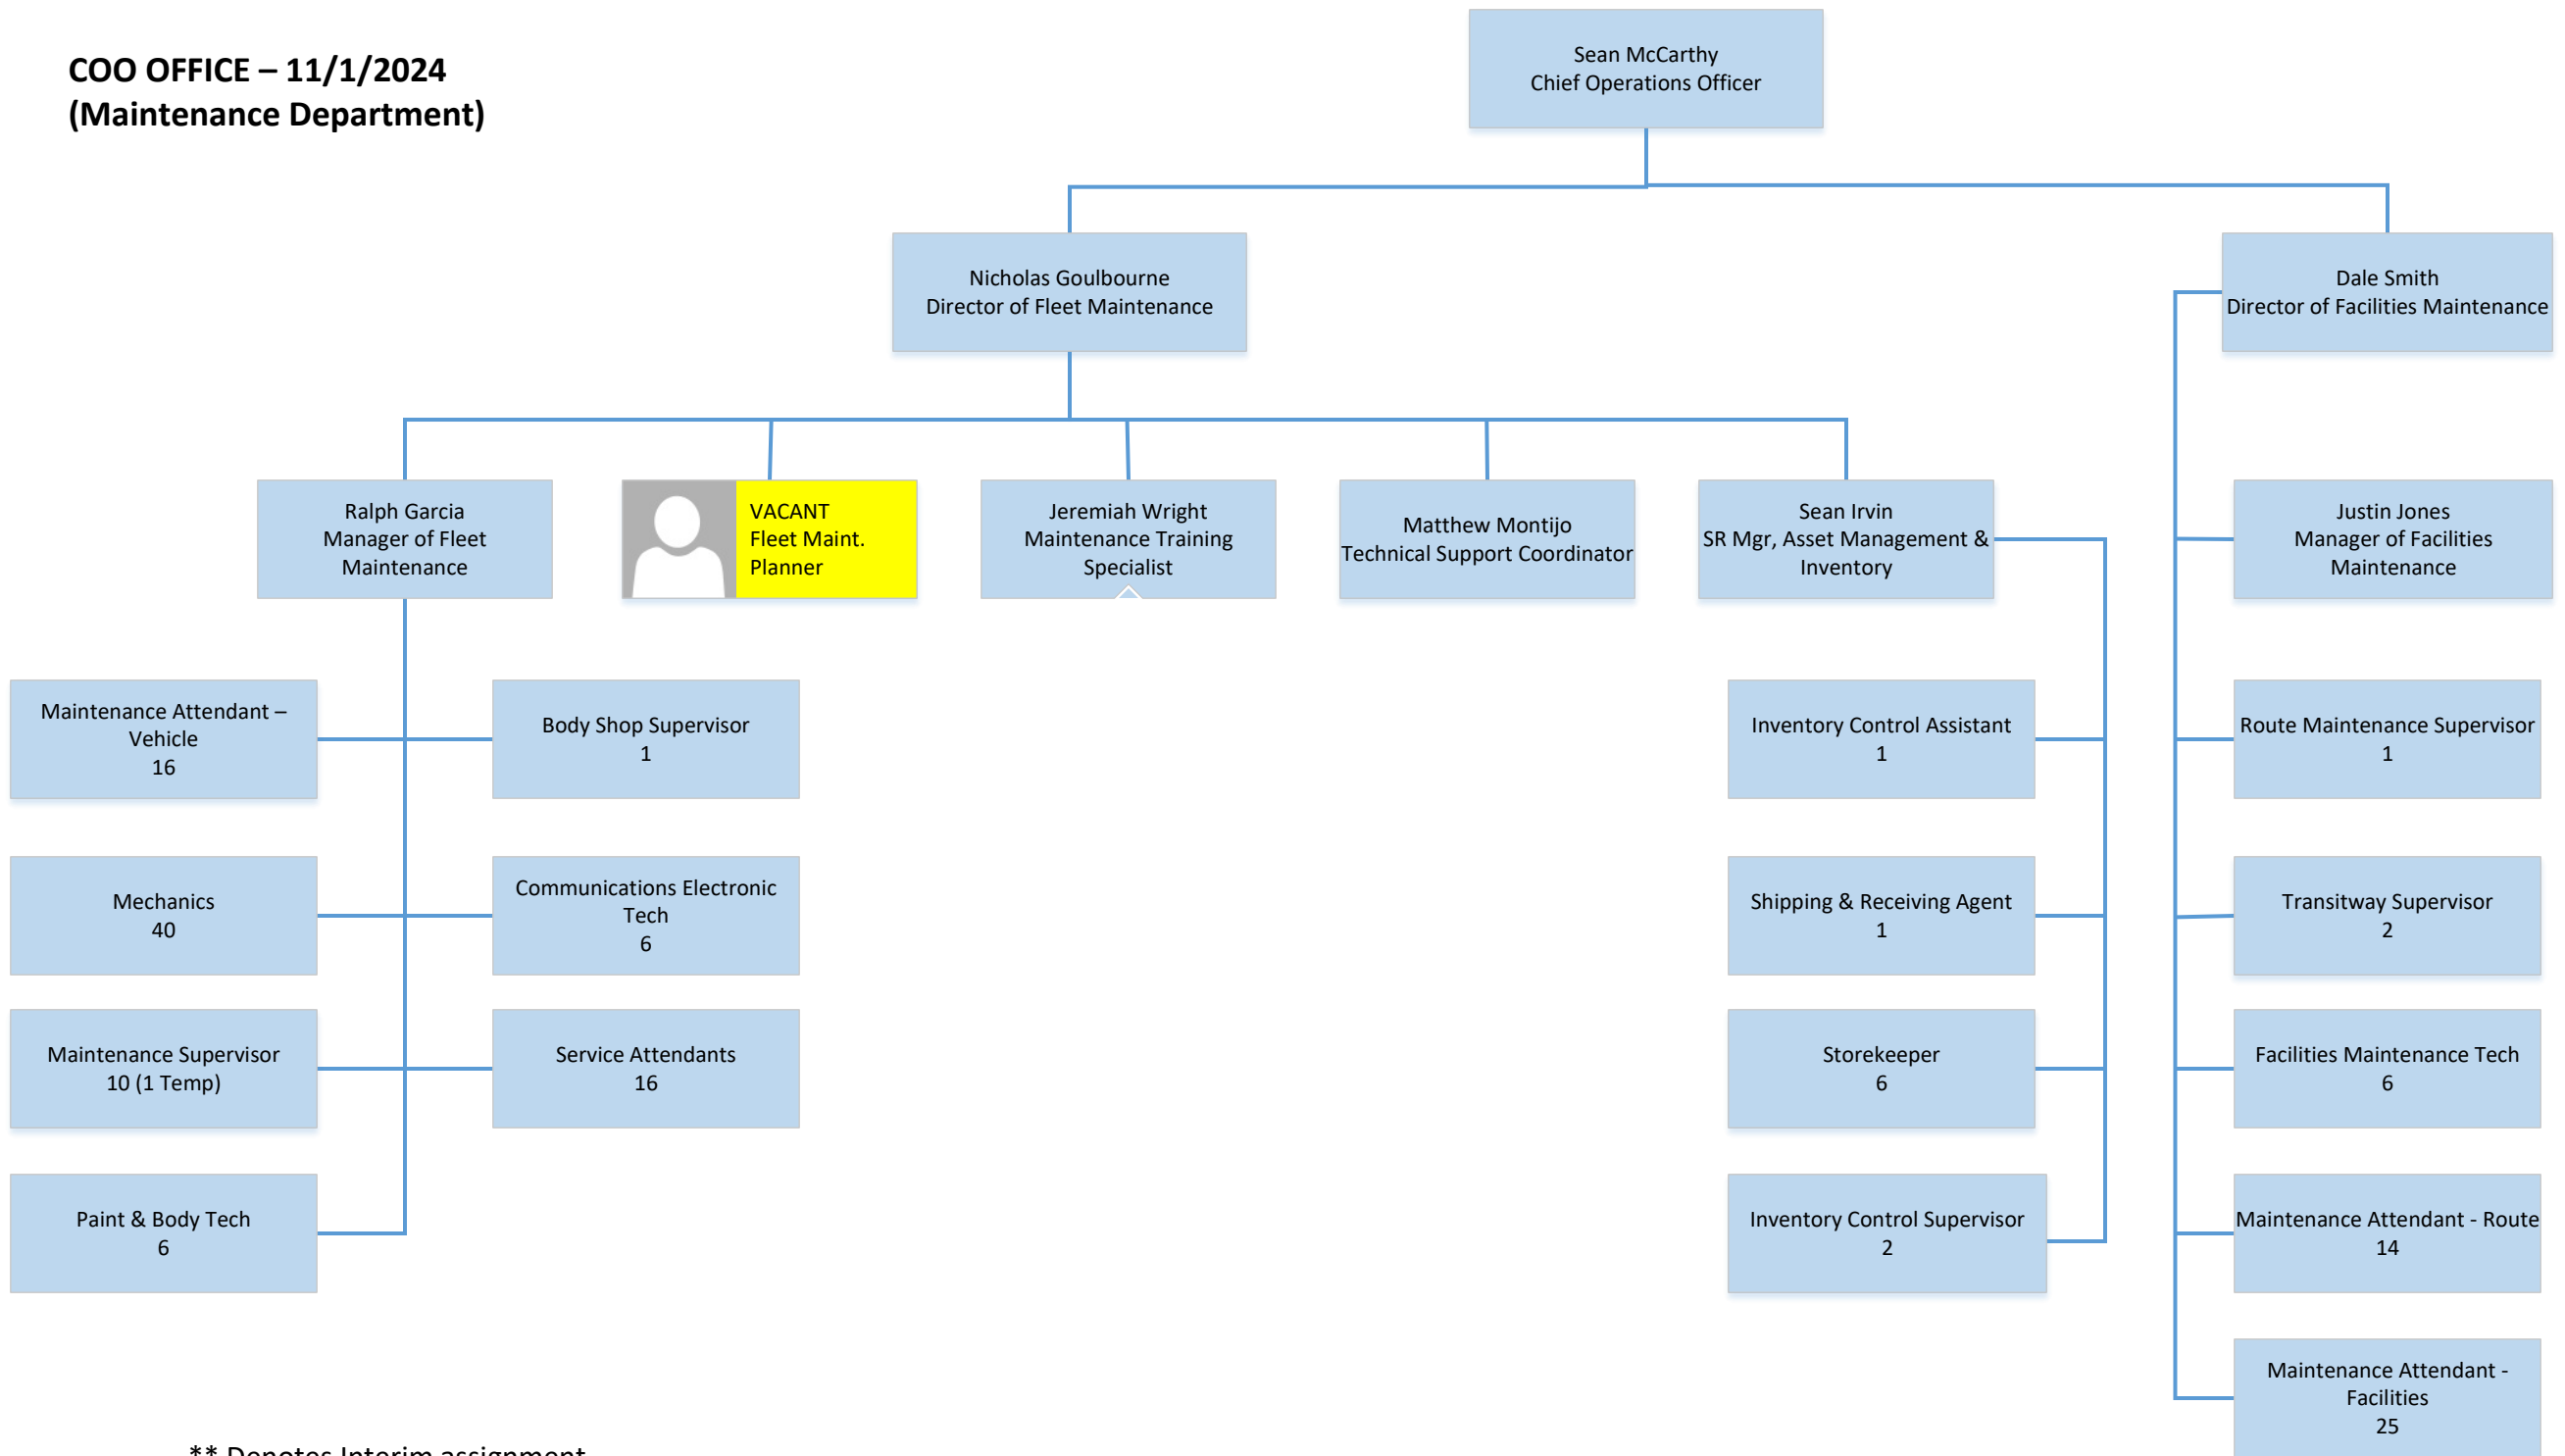 COO OFFICE – 11/1/2024
(Maintenance Department)
Sean McCarthy
Chief Operations Officer
Nicholas Goulbourne
Director of Fleet Maintenance
Dale Smith
Director of Facilities Maintenance
Ralph Garcia
Manager of Fleet
Maintenance
VACANT
Fleet Maint.
Planner
Jeremiah Wright
Maintenance Training
Specialist
Matthew Montijo
Technical Support Coordinator
Sean Irvin
SR Mgr, Asset Management &
Inventory
Justin Jones
Manager of Facilities
Maintenance
Maintenance Attendant –
Vehicle
16
Body Shop Supervisor
1
Inventory Control Assistant
1
Route Maintenance Supervisor
1
Mechanics
40
Communications Electronic
Tech
6
Shipping & Receiving Agent
1
Transitway Supervisor
2
Maintenance Supervisor
10 (1 Temp)
Service Attendants
16
Storekeeper
6
Facilities Maintenance Tech
6
Paint & Body Tech
6
Inventory Control Supervisor
2
Maintenance Attendant - Route
14
Maintenance Attendant -
Facilities
25
** Denotes Interim assignment